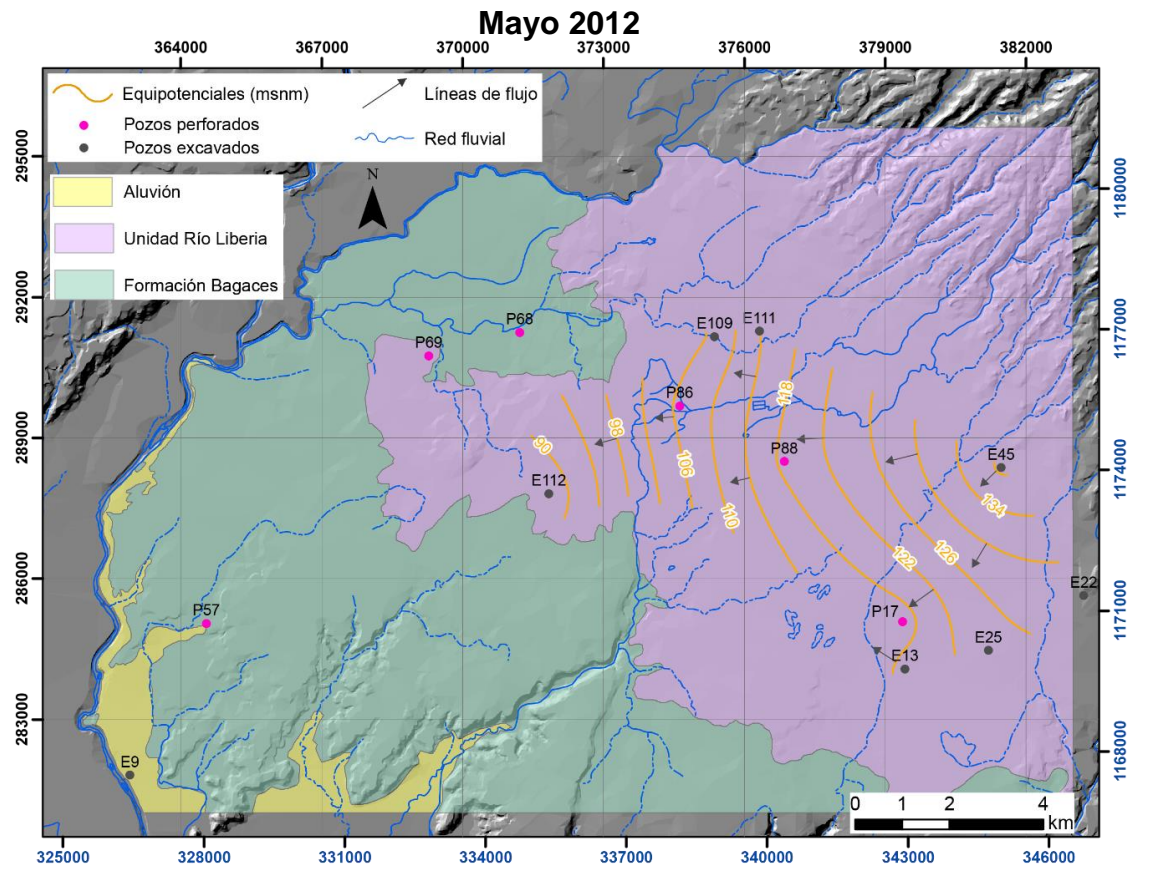 Mayo 2012
364000 367000 370000 373000 376000 379000 382000
Equipotenciales (msnm)
Líneas de flujo
Pozos perforados
Red fluvial
Pozos excavados
Aluvión
Unidad Río Liberia
Formación Bagaces
N
295000
292000
289000
286000
283000
1180000
1177000
1174000
1171000
1168000
P68
P69
E109
E111
P86
118
98
90
106
P88
E45
E112
134
110
122
126
E22
P57
P17
E25
E13
E9
0 1 2 4
km
325000 328000 331000 334000 337000 340000 343000 346000